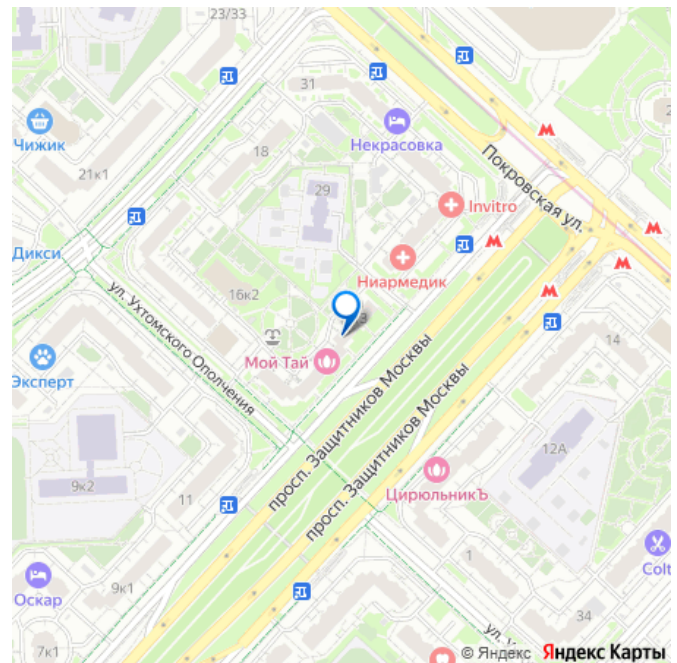 23/33
31
Чижик
Некрасовка
18
21к1
29
Покровская ул.
Invitro
Дикси
Ниармедик
16к2
3
ул. Ухтомского Ополчения
Мой Тай
14
просп. Защитников Москвы
просп. Защитников Москвы
Эксперт
12А
9к2
ЦирюльникЪ
11
1
Colt
Оскар
9к1
34
7к1
© Яндекс Яндекс Карты